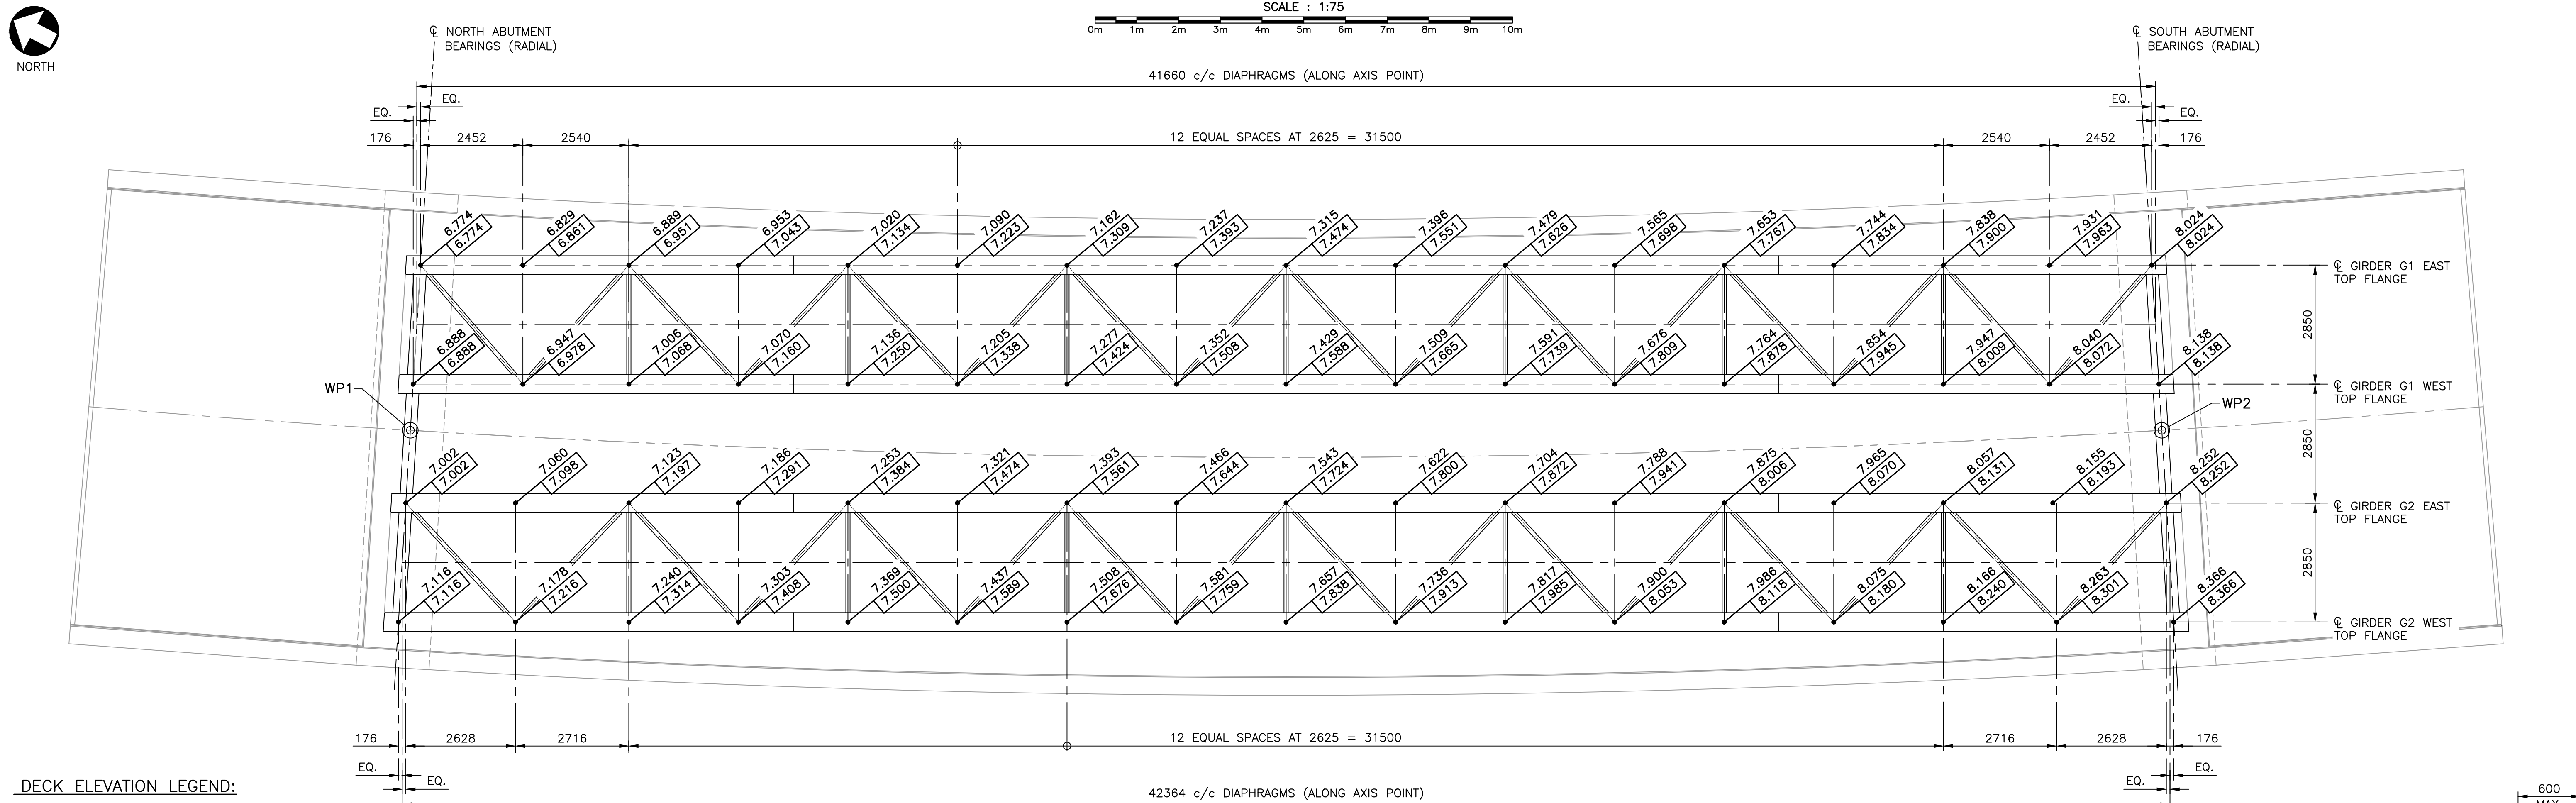 SCALE : 1:75
0m 1m 2m 3m 4m 5m 6m 7m 8m 9m 10m
NORTH
℄ NORTH ABUTMENT
BEARINGS (RADIAL)
℄ SOUTH ABUTMENT
BEARINGS (RADIAL)
41660 c/c DIAPHRAGMS (ALONG AXIS POINT)
EQ. EQ. EQ. EQ.
176 2452 2540 12 EQUAL SPACES AT 2625 = 31500 2540 2452 176
6.774 6.829 6.889 6.953 7.020 7.090 7.162 7.237 7.315 7.396 7.479 7.565 7.653 7.744 7.838 7.931 8.024
6.774 6.861 6.951 7.043 7.134 7.223 7.309 7.393 7.474 7.551 7.626 7.698 7.767 7.834 7.900 7.963 8.024
℄ GIRDER G1 EAST
TOP FLANGE
2850
6.888 6.947 7.006 7.070 7.136 7.205 7.277 7.352 7.429 7.509 7.591 7.676 7.764 7.854 7.947 8.040 8.138
6.888 6.978 7.068 7.160 7.250 7.338 7.424 7.508 7.588 7.665 7.739 7.809 7.878 7.945 8.009 8.072 8.138
℄ GIRDER G1 WEST
TOP FLANGE
WP1
WP2
2850
7.002 7.060 7.123 7.186 7.253 7.321 7.393 7.466 7.543 7.622 7.704 7.788 7.875 7.965 8.057 8.155 8.252
7.002 7.098 7.197 7.291 7.384 7.474 7.561 7.644 7.724 7.800 7.872 7.941 8.006 8.070 8.131 8.193 8.252
℄ GIRDER G2 EAST
TOP FLANGE
2850
7.116 7.178 7.240 7.303 7.369 7.437 7.508 7.581 7.657 7.736 7.817 7.900 7.986 8.075 8.166 8.263 8.366
7.116 7.216 7.314 7.408 7.500 7.589 7.676 7.759 7.838 7.913 7.985 8.053 8.118 8.180 8.240 8.301 8.366
℄ GIRDER G2 WEST
TOP FLANGE
176 2628 2716 12 EQUAL SPACES AT 2625 = 31500 2716 2628 176
EQ. EQ. EQ. EQ.
DECK ELEVATION LEGEND:
42364 c/c DIAPHRAGMS (ALONG AXIS POINT)
600
MAX